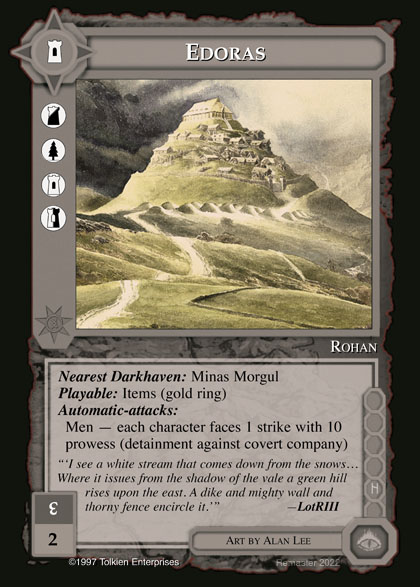 EDORAS
ROHAN
Nearest Darkhaven: Minas Morgul
Playable: Items (gold ring)
Automatic-attacks:
Men — each character faces 1 strike with 10
prowess (detainment against covert company)
“‘I see a white stream that comes down from the snows…
Where it issues from the shadow of the vale a green hill
rises upon the east. A dike and mighty wall and
thorny fence encircle it.’” –LotRIII
ε
2
H
ART BY ALAN LEE
©1997 Tolkien Enterprises
Remaster 2022